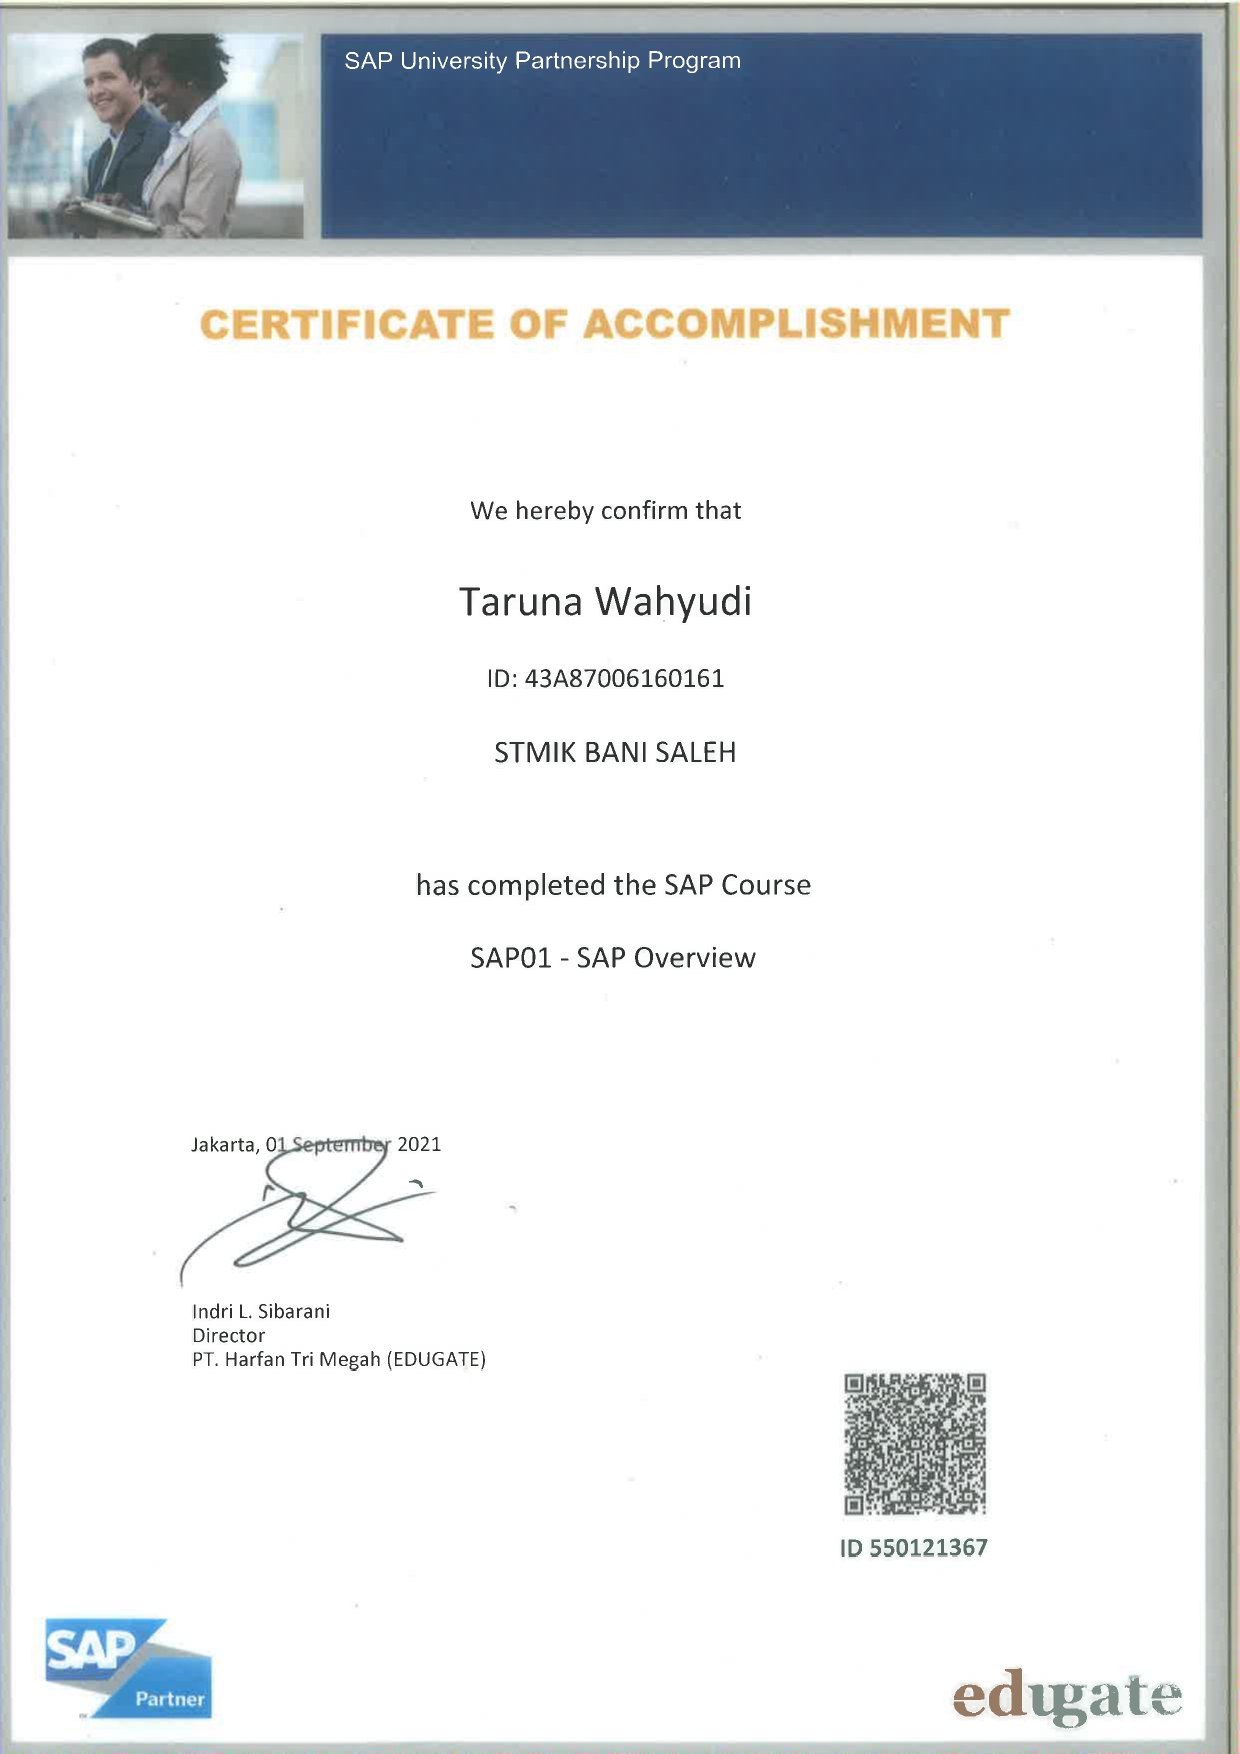 SAP University Partnership Program
CERTIFICATE OF ACCOMPLISHMENT
We hereby confirm that
Taruna Wahyudi
ID: 43A87006160161
STMIK BANI SALEH
has completed the SAP Course
SAP01 - SAP Overview
Jakarta, 01 September 2021
Indri L. Sibarani
Director
PT. Harfan Tri Megah (EDUGATE)
ID 550121367
SAP
Partner
edugate